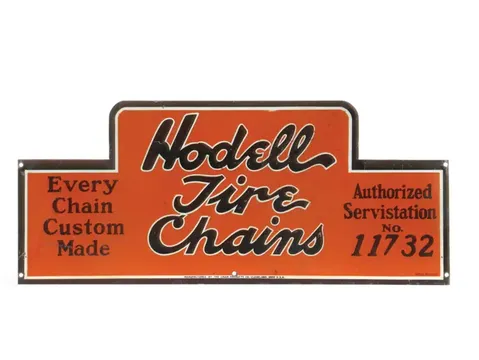 Hodell
Tire
Chains
Every
Chain
Custom
Made
Authorized
Servistation
NO.
11732